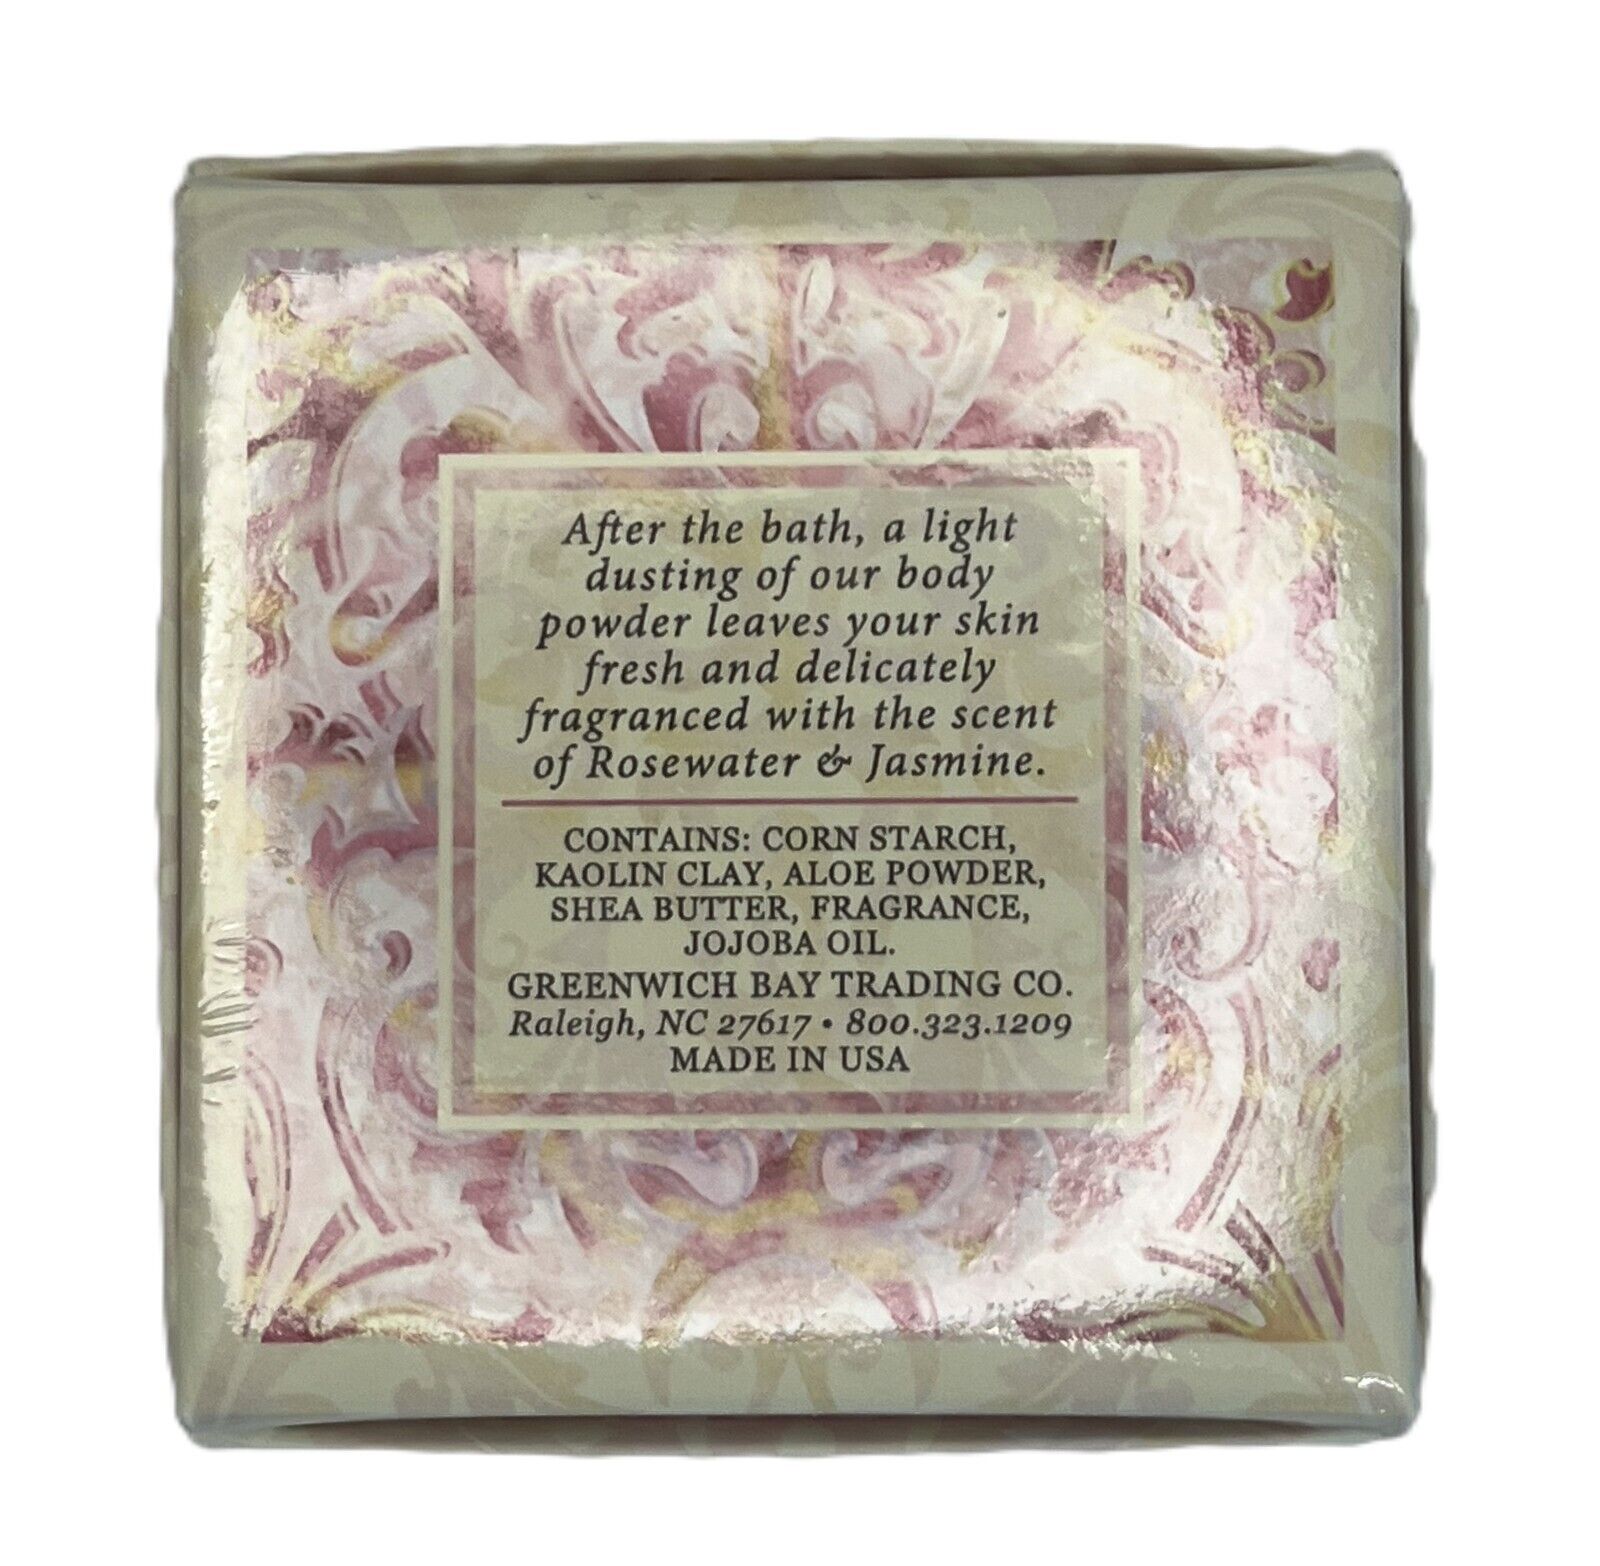 After the bath, a light
dusting of our body
powder leaves your skin
fresh and delicately
fragranced with the scent
of Rosewater & Jasmine.
CONTAINS: CORN STARCH,
KAOLIN CLAY, ALOE POWDER,
SHEA BUTTER, FRAGRANCE,
JOJOBA OIL.
GREENWICH BAY TRADING CO.
Raleigh, NC 27617 • 800.323.1209
MADE IN USA